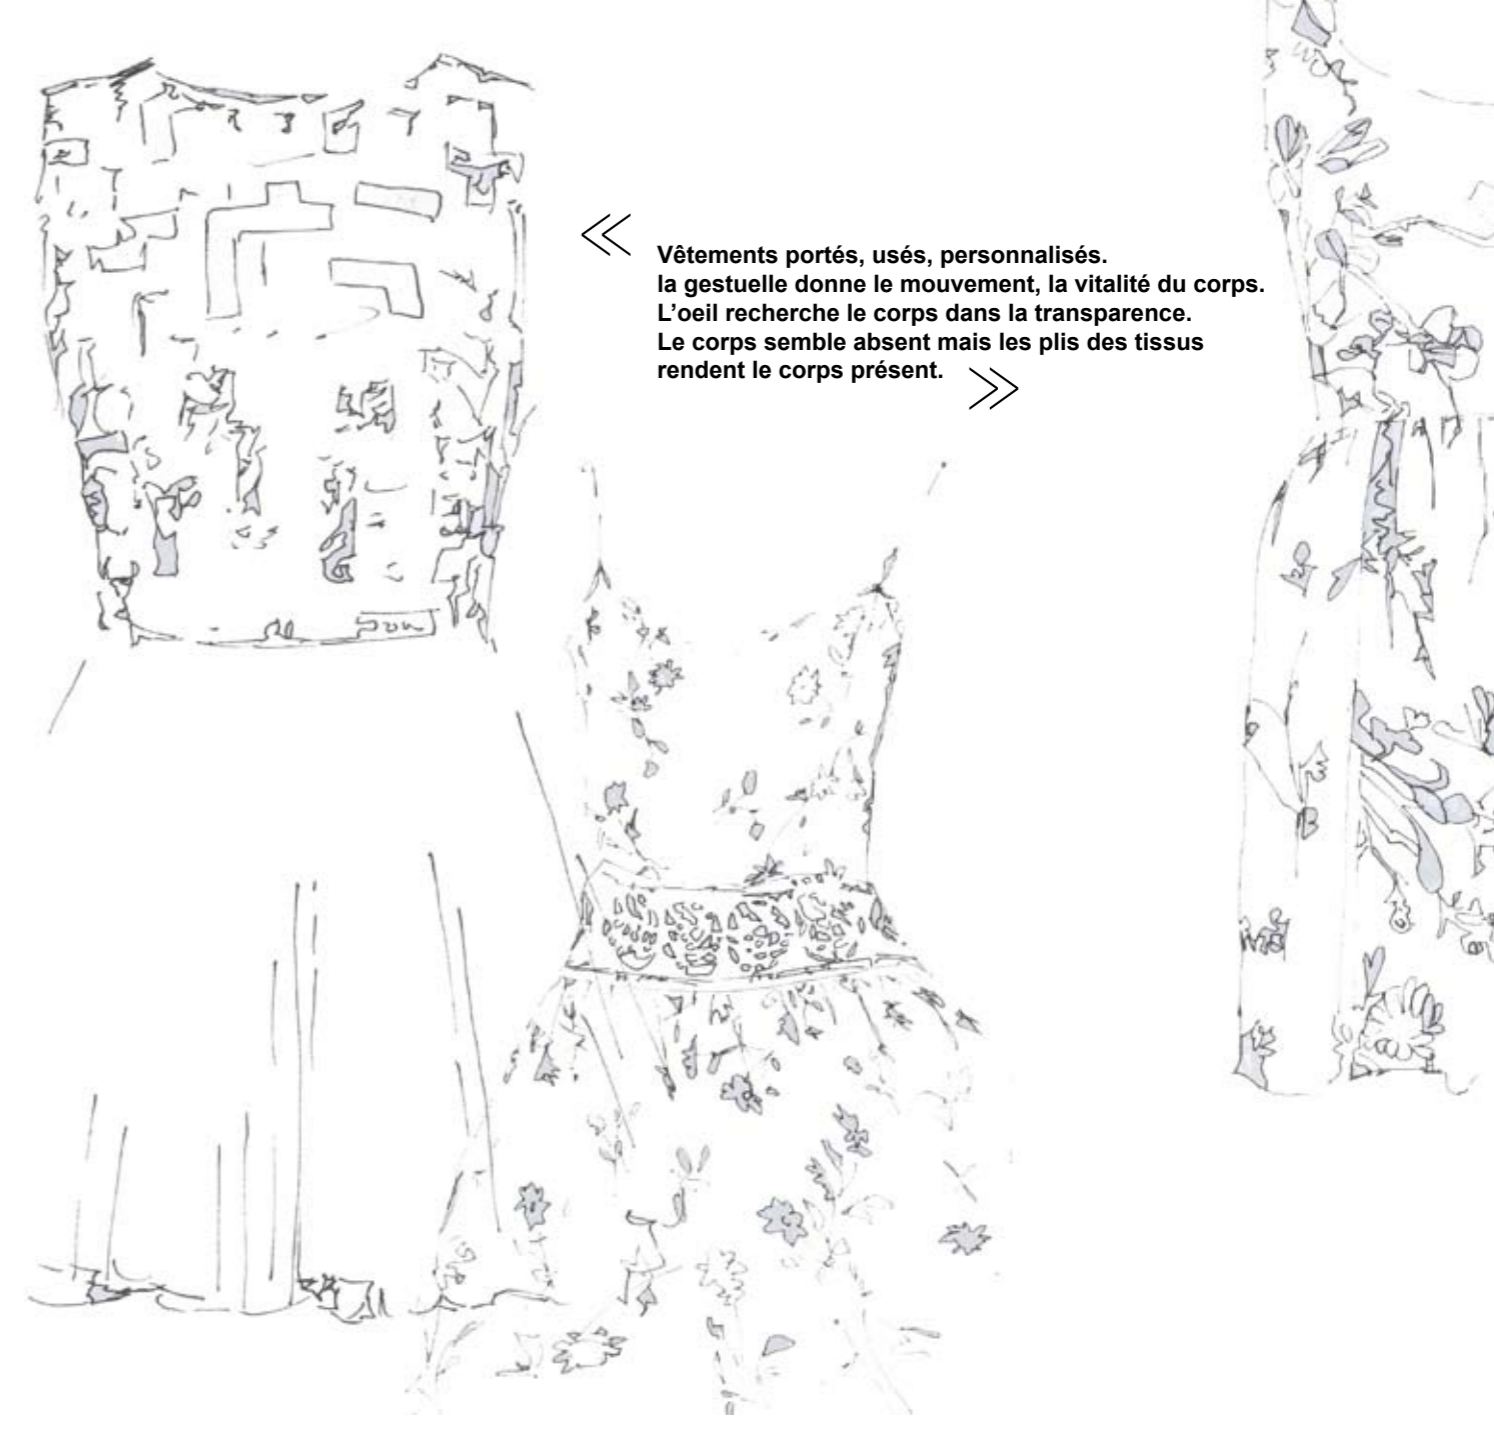 «
Vêtements portés, usés, personnalisés.
la gestuelle donne le mouvement, la vitalité du corps.
L’oeil recherche le corps dans la transparence.
Le corps semble absent mais les plis des tissus
rendent le corps présent. »